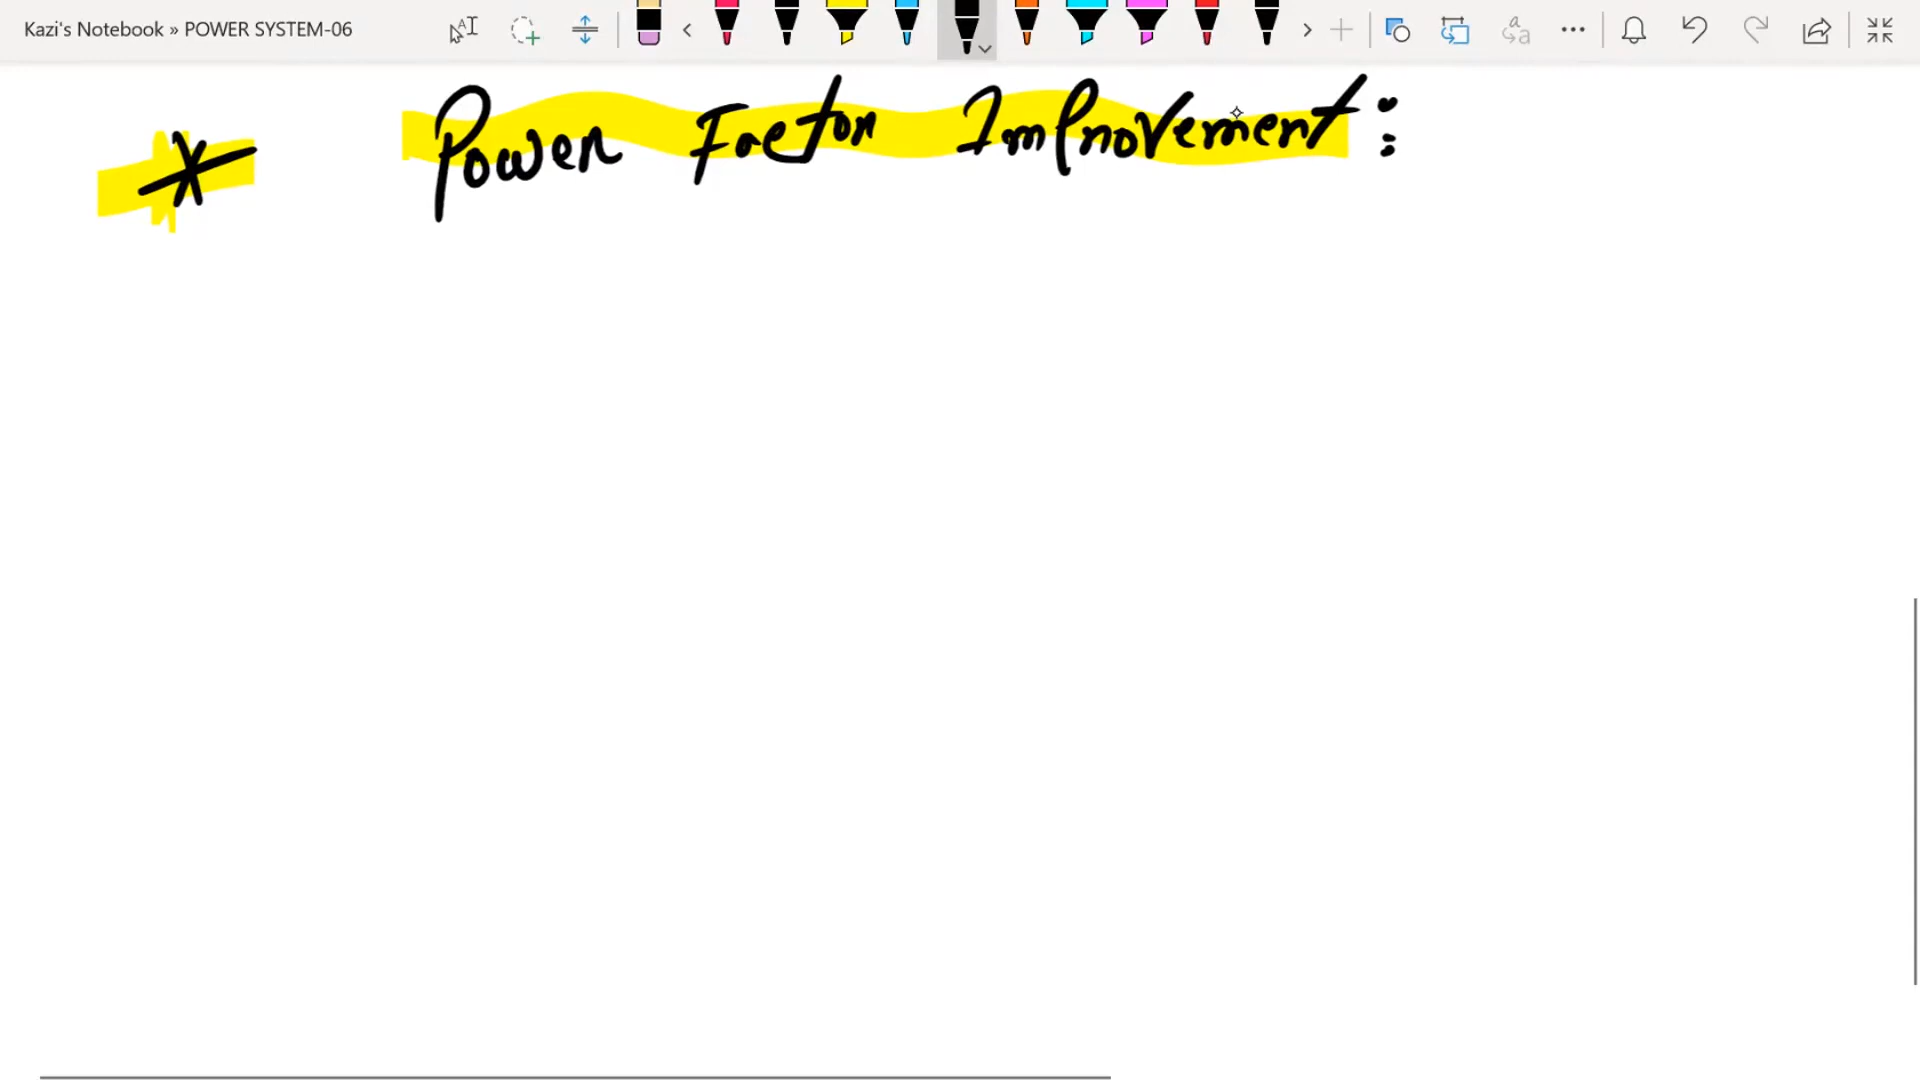 Kazi's Notebook » POWER SYSTEM-06
* Power Factor Improvement: